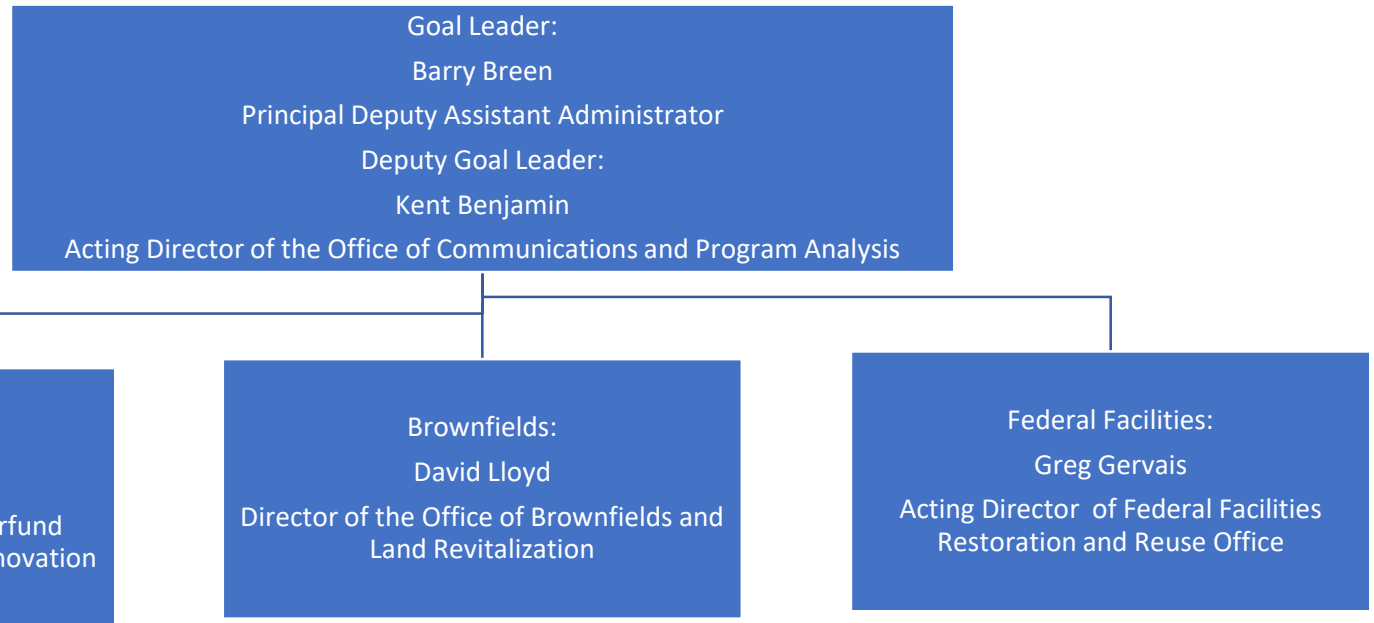 Goal Leader:
Barry Breen
Principal Deputy Assistant Administrator
Deputy Goal Leader:
Kent Benjamin
Acting Director of the Office of Communications and Program Analysis
Brownfields:
David Lloyd
Director of the Office of Brownfields and
Land Revitalization
Federal Facilities:
Greg Gervais
Acting Director of Federal Facilities
Restoration and Reuse Office